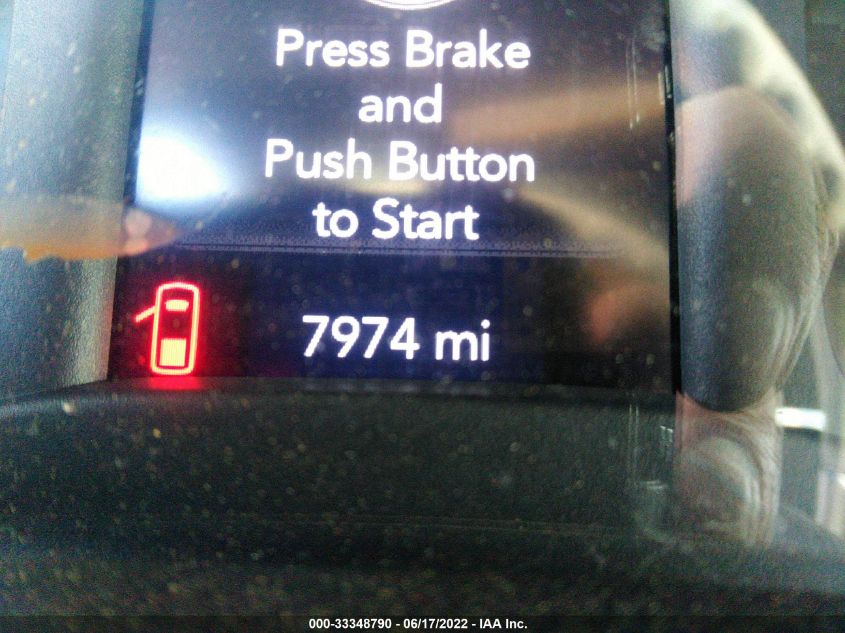 Press Brake
and
Push Button
to Start
7974 mi
000-33348790 - 06/17/2022 - IAA Inc.